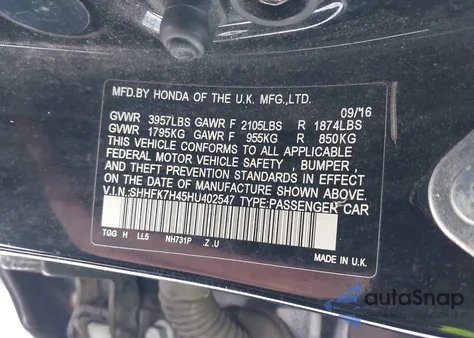 MFD.BY HONDA OF THE U.K. MFG.,LTD.
09/16
GVWR 3957LBS GAWR F 2105LBS R 1874LBS
GVWR 1795KG GAWR F 955KG R 850KG
THIS VEHICLE CONFORMS TO ALL APPLICABLE
FEDERAL MOTOR VEHICLE SAFETY , BUMPER ,
AND THEFT PREVENTION STANDARDS IN EFFECT
ON THE DATE OF MANUFACTURE SHOWN ABOVE.
V.I.N.:SHHFK7H45HU402547 TYPE:PASSENGER CAR
TGG H LL5 NH731P .Z.U
MADE IN U.K.
autoSnap